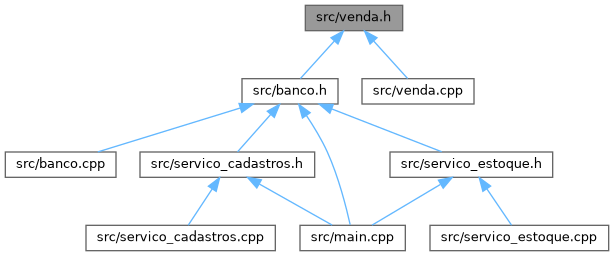 src/venda.h
src/banco.h
src/venda.cpp
src/banco.cpp
src/servico_cadastros.h
src/servico_estoque.h
src/servico_cadastros.cpp
src/main.cpp
src/servico_estoque.cpp